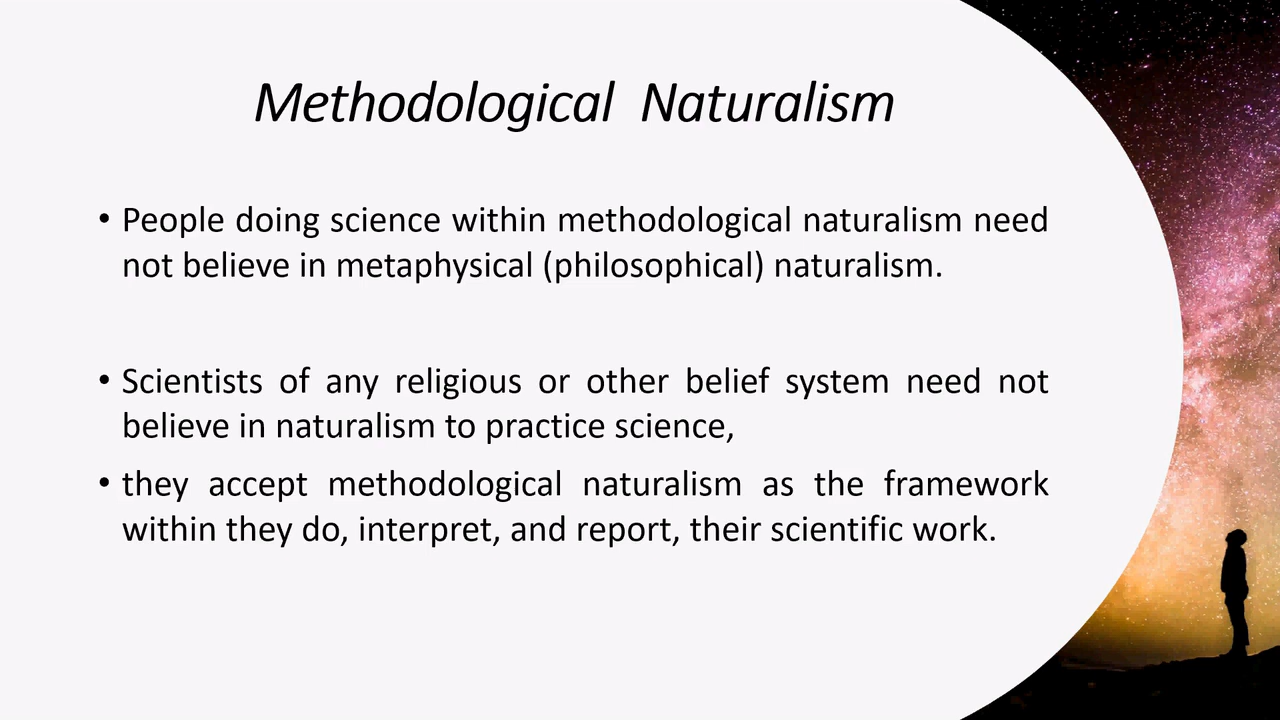 Methodological Naturalism
• People doing science within methodological naturalism need
not believe in metaphysical (philosophical) naturalism.
• Scientists of any religious or other belief system need not
believe in naturalism to practice science,
• they accept methodological naturalism as the framework
within they do, interpret, and report, their scientific work.